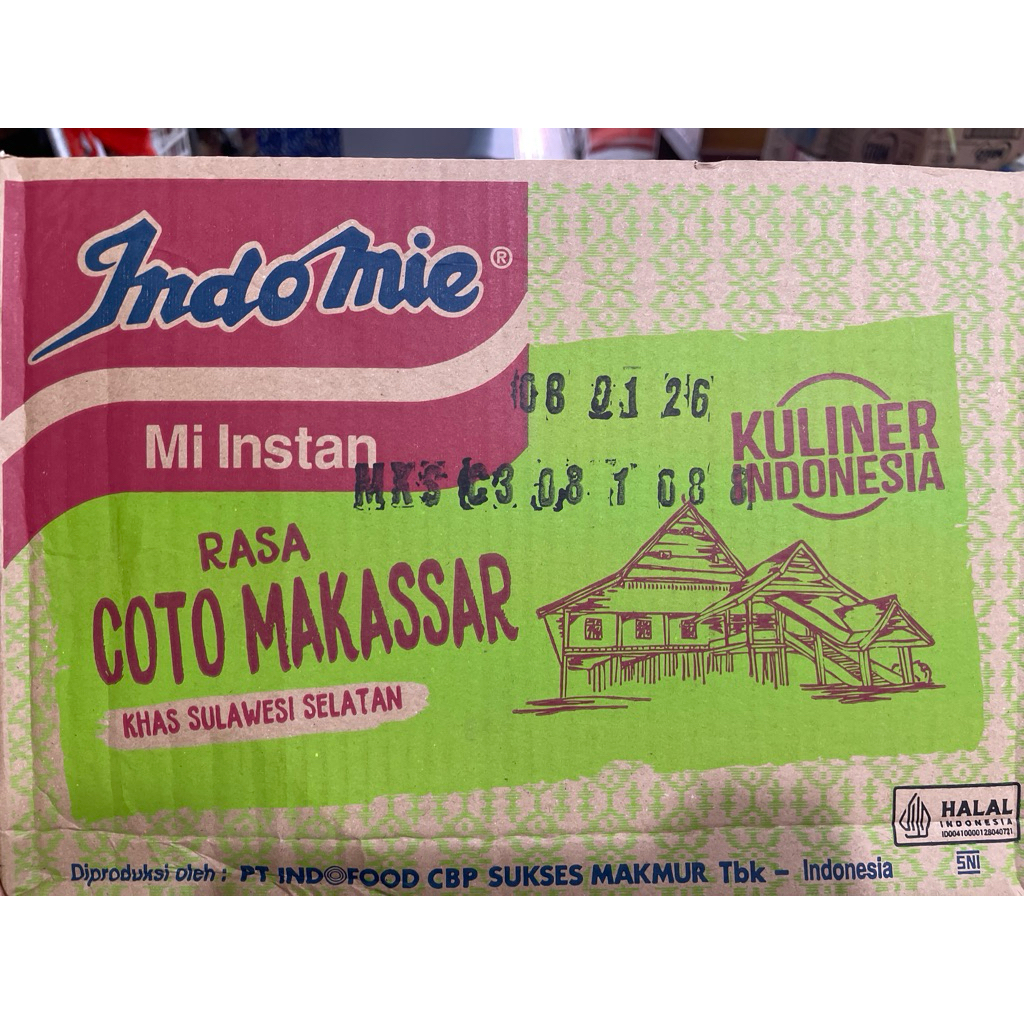 Indomie®
Mi Instan
08 01 26
MKS C3 08 1 08
KULINER
INDONESIA
RASA
COTO MAKASSAR
KHAS SULAWESI SELATAN
HALAL
INDONESIA
ID00410000128040721
Diproduksi oleh : PT INDOFOOD CBP SUKSES MAKMUR Tbk – Indonesia
SNI